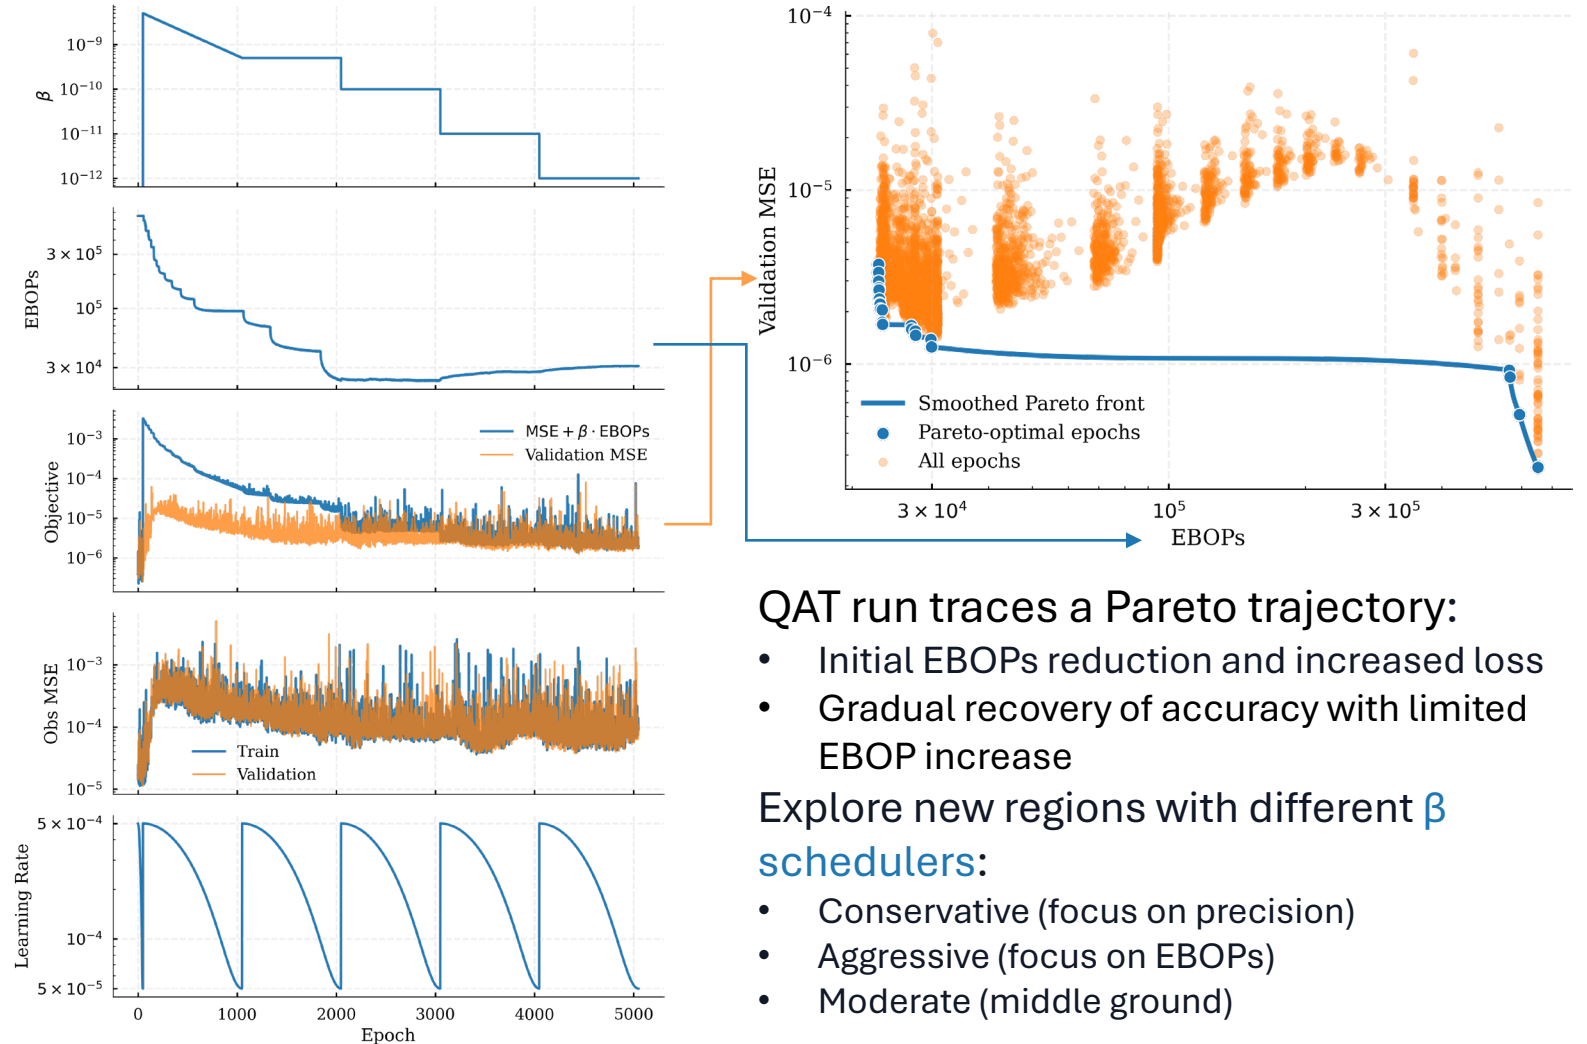 10⁻⁹
10⁻¹⁰
10⁻¹¹
10⁻¹²
β
3 × 10⁵
10⁵
3 × 10⁴
EBOPs
10⁻³
10⁻⁴
10⁻⁵
10⁻⁶
Objective
MSE + β · EBOPs
Validation MSE
10⁻³
10⁻⁴
10⁻⁵
Obs MSE
Train
Validation
5 × 10⁻⁴
10⁻⁴
5 × 10⁻⁵
Learning Rate
0 1000 2000 3000 4000 5000
Epoch
10⁻⁴
10⁻⁵
10⁻⁶
Validation MSE
Smoothed Pareto front
Pareto-optimal epochs
All epochs
3 × 10⁴ 10⁵ 3 × 10⁵
EBOPs
QAT run traces a Pareto trajectory:
• Initial EBOPs reduction and increased loss
• Gradual recovery of accuracy with limited
EBOP increase
Explore new regions with different β
schedulers:
• Conservative (focus on precision)
• Aggressive (focus on EBOPs)
• Moderate (middle ground)